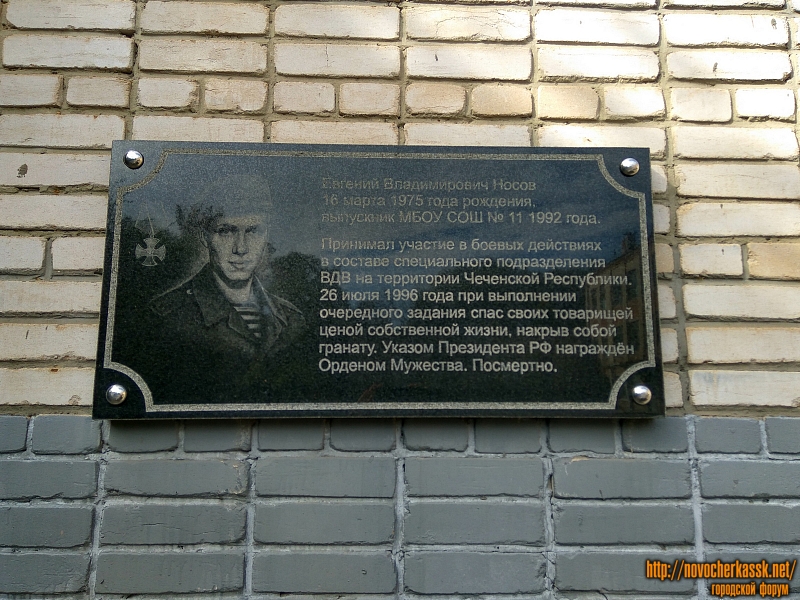 Евгений Владимирович Носов
16 марта 1975 года рождения,
выпускник МБОУ СОШ № 11 1992 года.
Принимал участие в боевых действиях
в составе специального подразделения
ВДВ на территории Чеченской Республики.
26 июля 1996 года при выполнении
очередного задания спас своих товарищей
ценой собственной жизни, накрыв собой
гранату. Указом Президента РФ награждён
Орденом Мужества. Посмертно.
http://novocherkassk.net/
городской форум